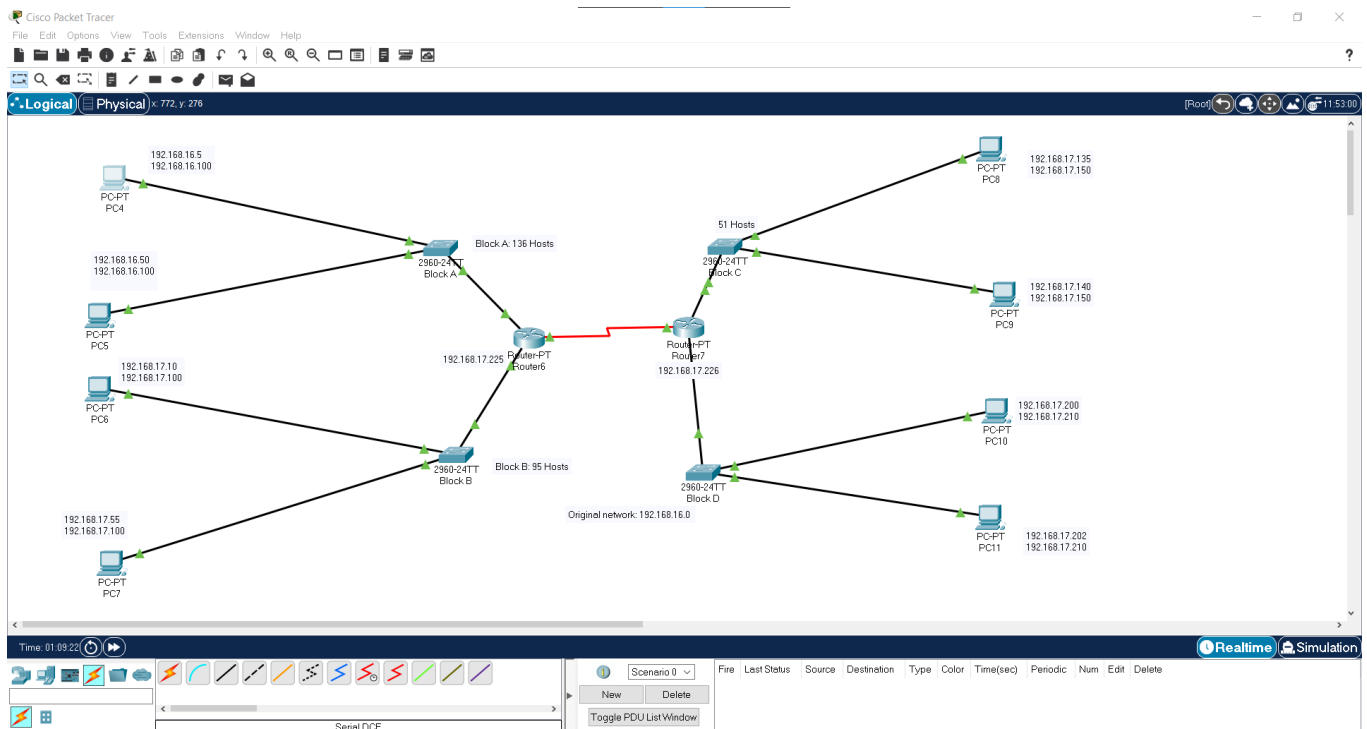 Cisco Packet Tracer
File Edit Options View Tools Extensions Window Help
?
Logical Physical x: 772, y: 276 [Root] 11:53:00
192.168.16.5
192.168.16.100
PC-PT
PC4
192.168.16.50
192.168.16.100
PC-PT
PC5
Block A: 136 Hosts
2960-24TT
Block A
192.168.17.10
192.168.17.100
PC-PT
PC6
192.168.17.225
Router-PT
Router6
2960-24TT
Block B
Block B: 95 Hosts
192.168.17.55
192.168.17.100
PC-PT
PC7
51 Hosts
2960-24TT
Block C
Router-PT
Router7
192.168.17.226
2960-24TT
Block D
Original network: 192.168.16.0
PC-PT
PC8
192.168.17.135
192.168.17.150
PC-PT
PC9
192.168.17.140
192.168.17.150
PC-PT
PC10
192.168.17.200
192.168.17.210
PC-PT
PC11
192.168.17.202
192.168.17.210
Time: 01:09:22 Realtime Simulation
Scenario 0
New Delete
Toggle PDU List Window
Fire Last Status Source Destination Type Color Time(sec) Periodic Num Edit Delete
Serial DCE